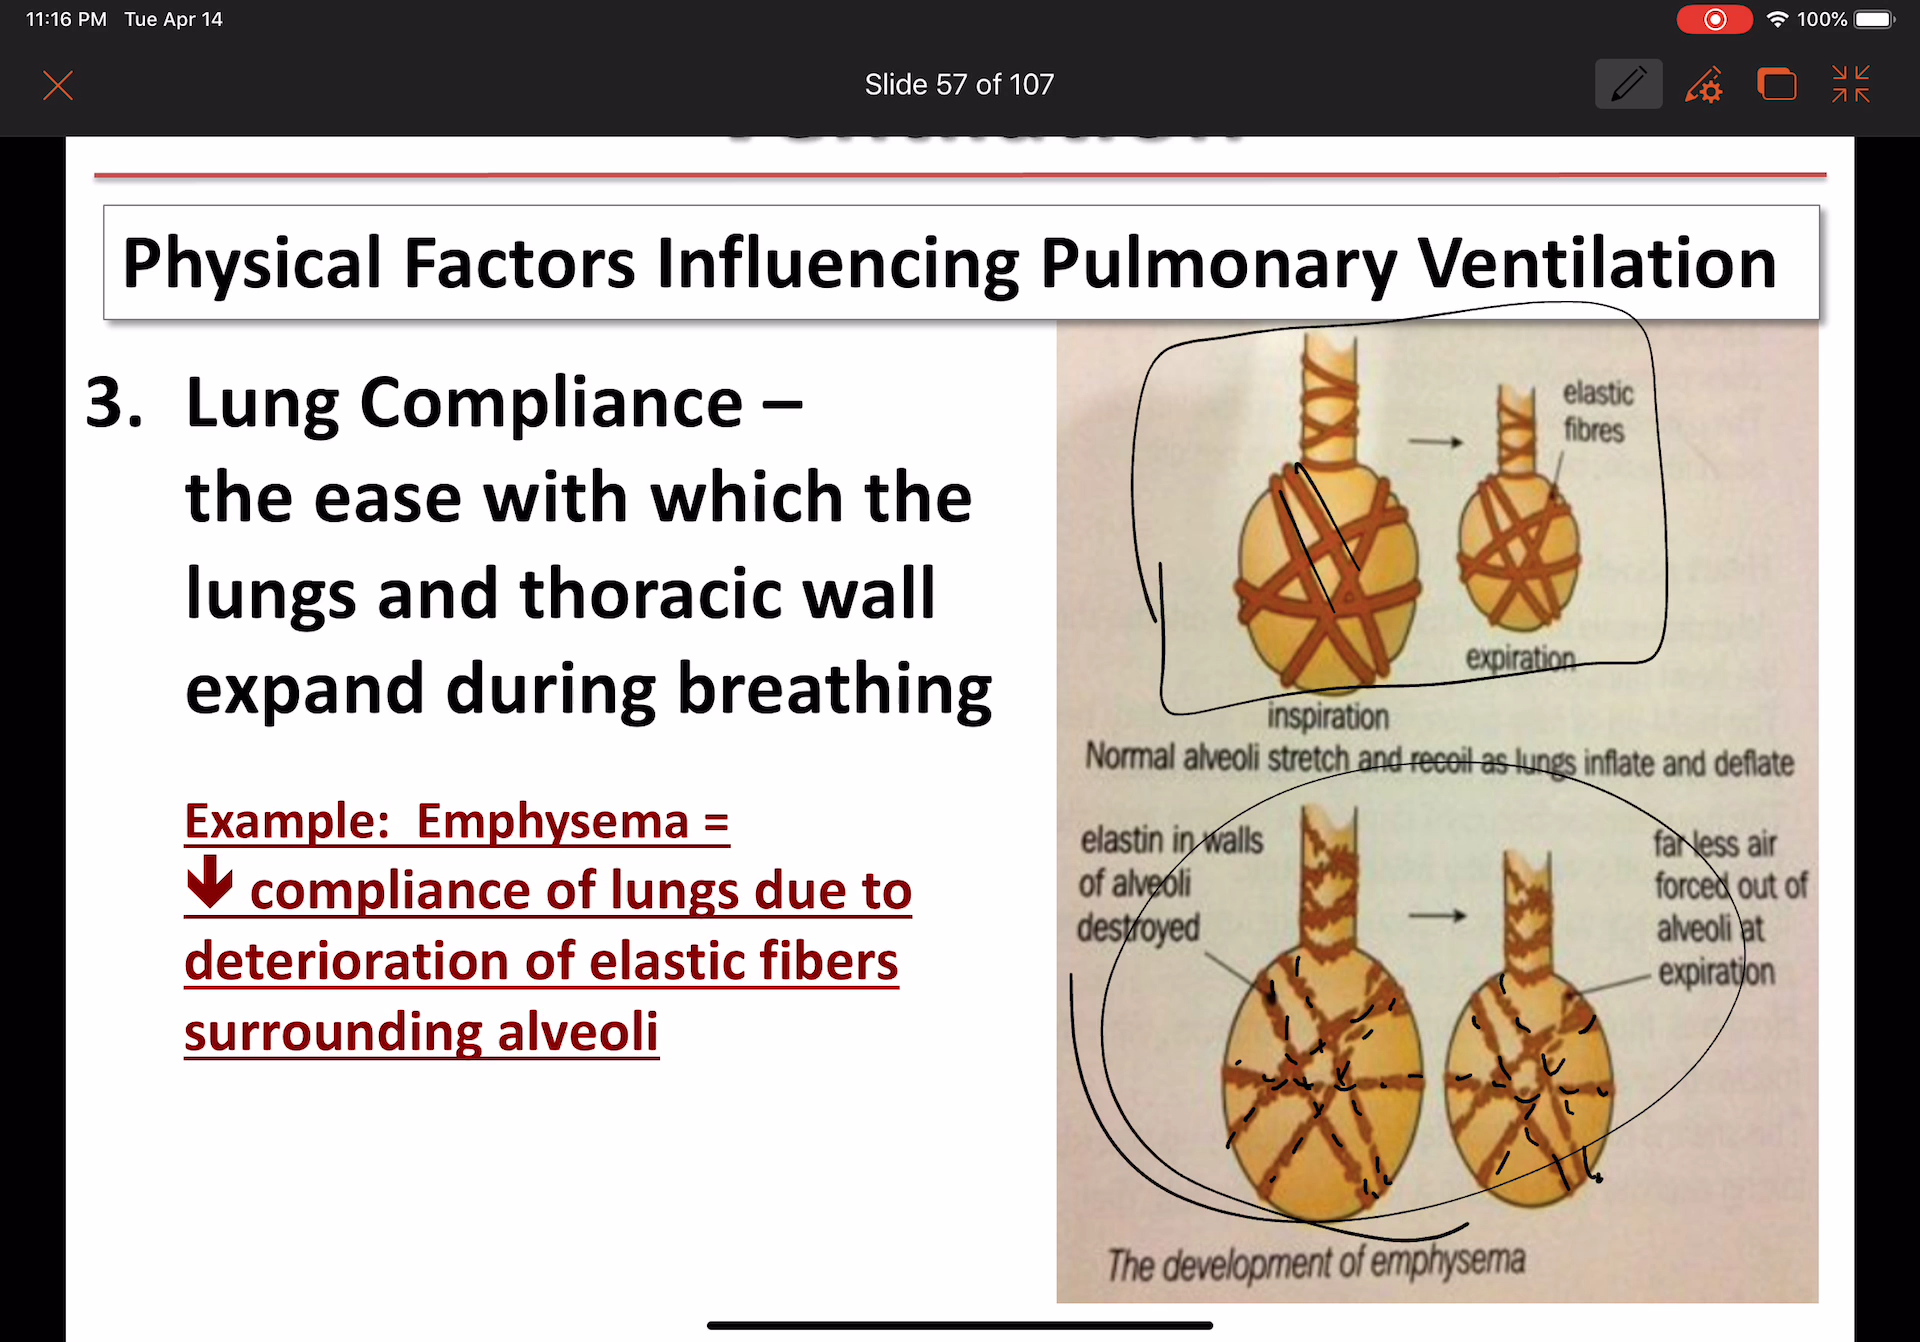 11:16 PM Tue Apr 14
100%
Slide 57 of 107
Physical Factors Influencing Pulmonary Ventilation
3. Lung Compliance –
the ease with which the
lungs and thoracic wall
expand during breathing
Example: Emphysema =
↓ compliance of lungs due to
deterioration of elastic fibers
surrounding alveoli
elastic
fibres
expiration
inspiration
Normal alveoli stretch and recoil as lungs inflate and deflate
elastin in walls
of alveoli
destroyed
far less air
forced out of
alveoli at
expiration
The development of emphysema